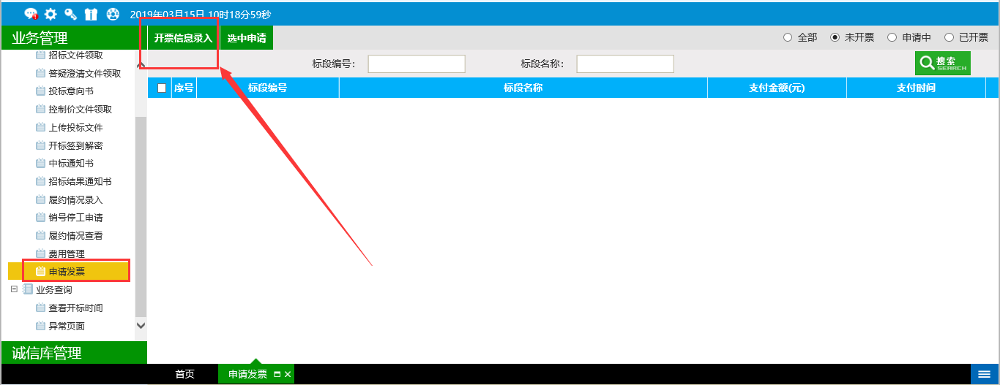 2019年03月15日 10时18分59秒
业务管理
开票信息录入 选中申请
全部 未开票 申请中 已开票
招标文件领取
答疑澄清文件领取
投标意向书
控制价文件领取
上传投标文件
开标签到解密
中标通知书
招标结果通知书
履约情况录入
销号停工申请
履约情况查看
费用管理
申请发票
业务查询
查看开标时间
异常页面
诚信库管理
标段编号： 标段名称： 搜索 SEARCH
序号 标段编号 标段名称 支付金额(元) 支付时间
首页 申请发票